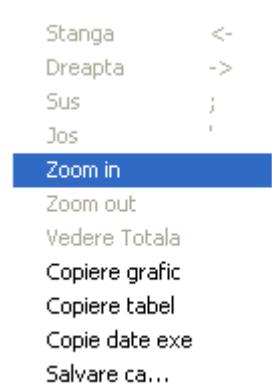 Stanga <-
Dreapta ->
Sus ;
Jos '
Zoom in
Zoom out
Vedere Totala
Copiere grafic
Copiere tabel
Copie date exe
Salvare ca...